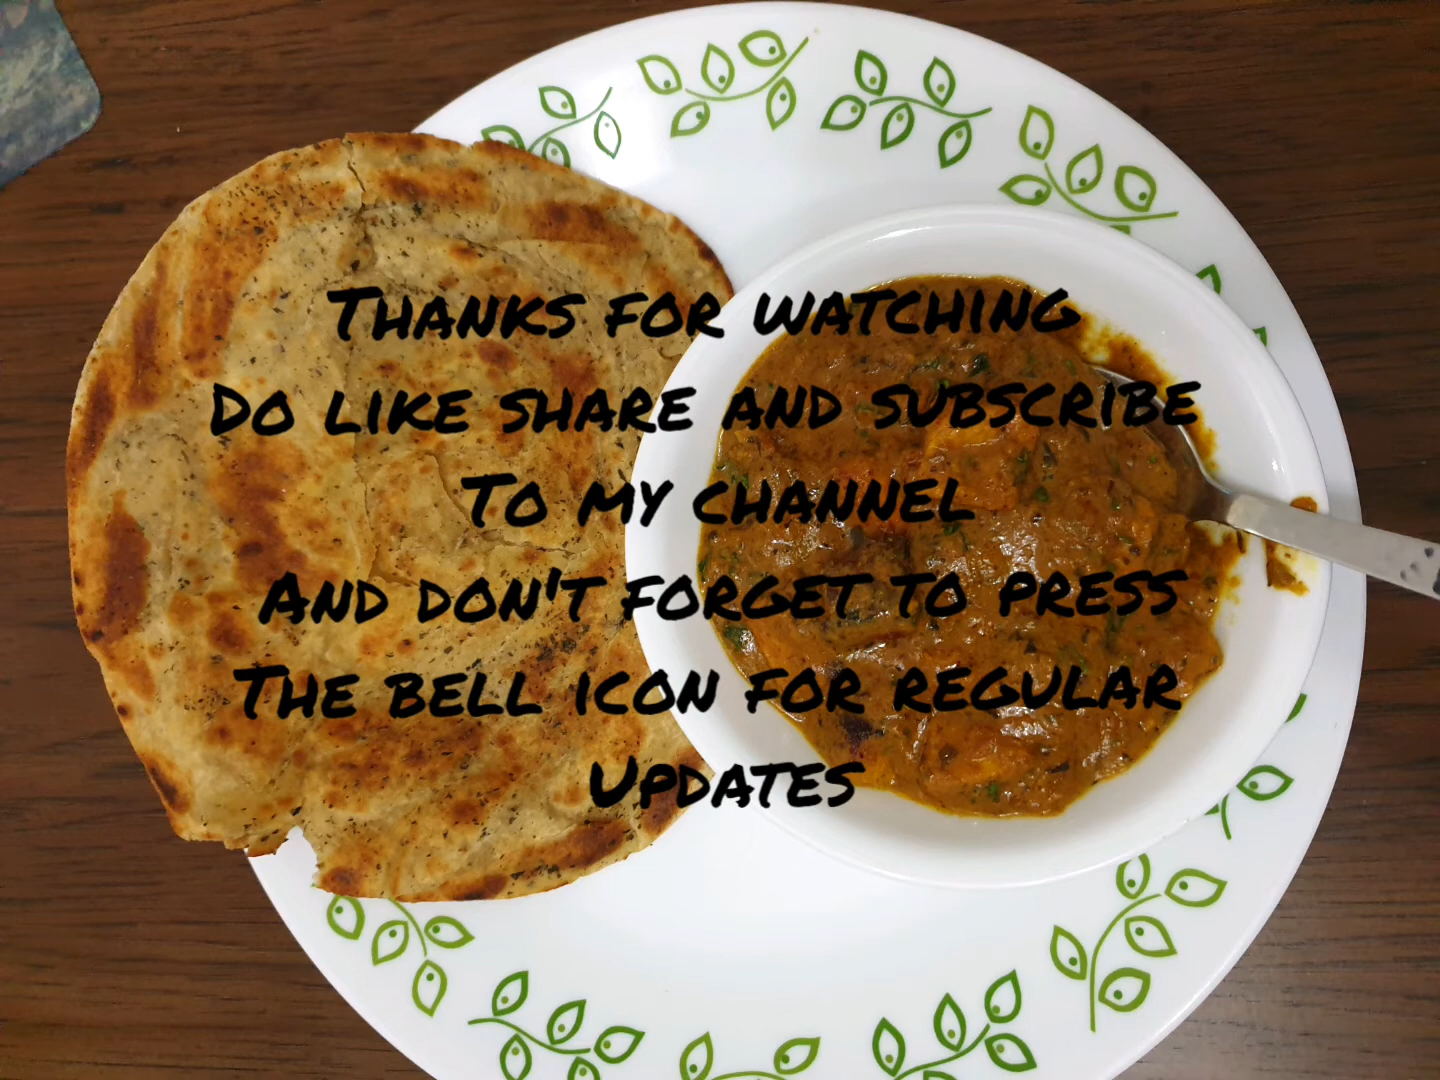 Thanks for watching
Do like share and subscribe
To my channel
And don't forget to press
The bell icon for regular
Updates